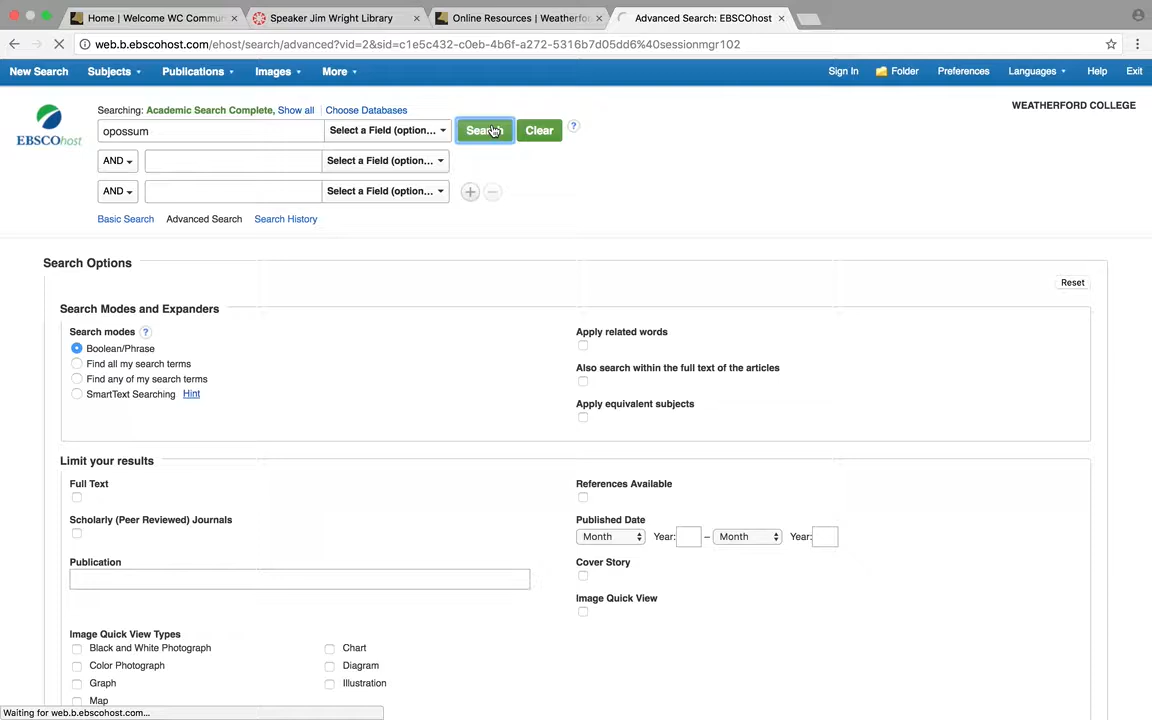 Home | Welcome WC Commun
Speaker Jim Wright Library
Online Resources | Weatherfo
Advanced Search: EBSCOhost
web.b.ebscohost.com/ehost/search/advanced?vid=2&sid=c1e5c432-c0eb-4b6f-a272-5316b7d05dd6%40sessionmgr102
New Search Subjects Publications Images More Sign In Folder Preferences Languages Help Exit
Searching: Academic Search Complete, Show all Choose Databases
WEATHERFORD COLLEGE
EBSCOhost
opossum Select a Field (option... Search Clear ?
AND Select a Field (option...
AND Select a Field (option...
Basic Search Advanced Search Search History
Search Options
Reset
Search Modes and Expanders
Search modes ?
Boolean/Phrase
Find all my search terms
Find any of my search terms
SmartText Searching Hint
Apply related words
Also search within the full text of the articles
Apply equivalent subjects
Limit your results
Full Text
Scholarly (Peer Reviewed) Journals
Publication
References Available
Published Date
Month Year: – Month Year:
Cover Story
Image Quick View
Image Quick View Types
Black and White Photograph
Color Photograph
Graph
Map
Chart
Diagram
Illustration
Waiting for web.b.ebscohost.com...